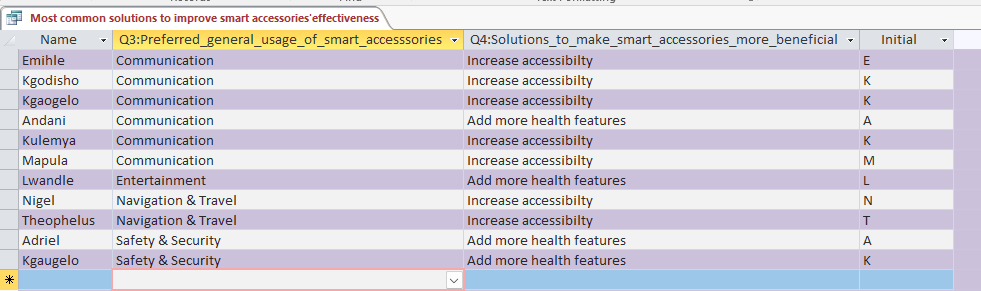 Most common solutions to improve smart accessories'effectiveness
Name Q3:Preferred_general_usage_of_smart_accesssories Q4:Solutions_to_make_smart_accessories_more_beneficial Initial
Emihle Communication Increase accessibilty E
Kgodisho Communication Increase accessibilty K
Kgaogelo Communication Increase accessibilty K
Andani Communication Add more health features A
Kulemya Communication Increase accessibilty K
Mapula Communication Increase accessibilty M
Lwandle Entertainment Add more health features L
Nigel Navigation & Travel Increase accessibilty N
Theophelus Navigation & Travel Increase accessibilty T
Adriel Safety & Security Add more health features A
Kgaugelo Safety & Security Add more health features K